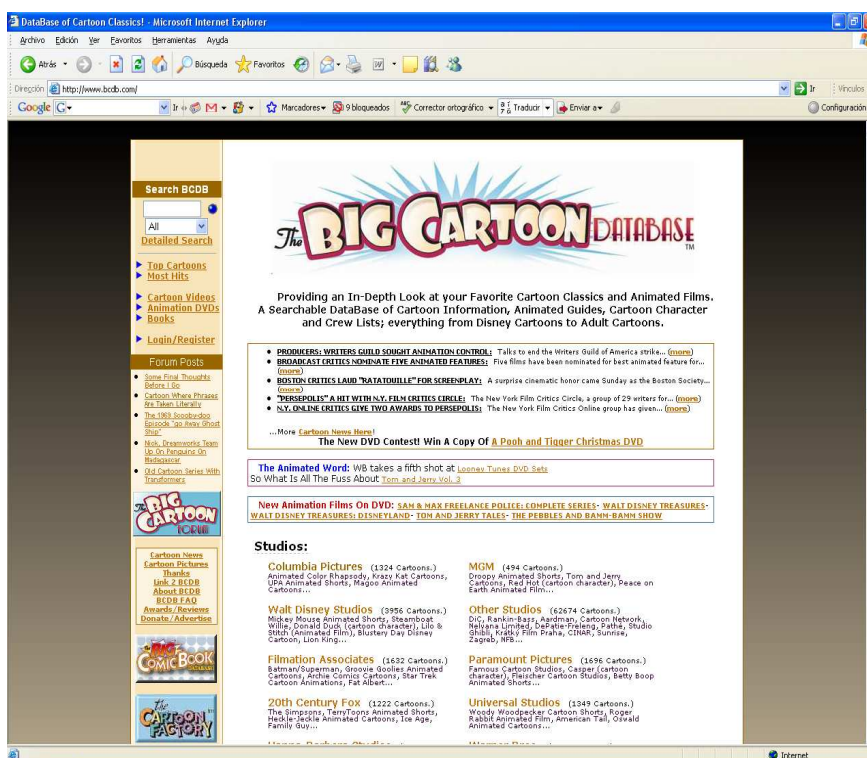 DataBase of Cartoon Classics! - Microsoft Internet Explorer
Archivo Edición Ver Favoritos Herramientas Ayuda
Atrás Búsqueda Favoritos
Dirección http://www.bcdb.com/ Ir Vínculos
Google G Ir Marcadores 9 bloqueados Corrector ortográfico Traducir Enviar a Configuración
Search BCDB
All
Detailed Search
Top Cartoons
Most Hits
Cartoon Videos
Animation DVDs
Books
Login/Register
Forum Posts
Some Final Thoughts
Before I Go
Cartoon Where Phrases
Are Taken Literally
The 1969 Scooby-doo
Episode "go Away Ghost
Ship"
Nick, Dreamworks Team
Up On Penguins On
Madagascar
Old Cartoon Series With
Transformers
The BIG CARTOON FORUM
Cartoon News
Cartoon Pictures
Thanks
Link 2 BCDB
About BCDB
BCDB FAQ
Awards/Reviews
Donate/Advertise
The BIG COMIC BOOK DATABASE
the CARTOON FACTORY
The BIG CARTOON DATABASE
TM
Providing an In-Depth Look at your Favorite Cartoon Classics and Animated Films.
A Searchable DataBase of Cartoon Information, Animated Guides, Cartoon Character
and Crew Lists; everything from Disney Cartoons to Adult Cartoons.
PRODUCERS: WRITERS GUILD SOUGHT ANIMATION CONTROL: Talks to end the Writers Guild of America strike... (more)
BROADCAST CRITICS NOMINATE FIVE ANIMATED FEATURES: Five films have been nominated for best animated feature for...
(more)
BOSTON CRITICS LAUD "RATATOUILLE" FOR SCREENPLAY: A surprise cinematic honor came Sunday as the Boston Society...
(more)
"PERSEPOLIS" A HIT WITH N.Y. FILM CRITICS CIRCLE: The New York Film Critics Circle, a group of 29 writers for... (more)
N.Y. ONLINE CRITICS GIVE TWO AWARDS TO PERSEPOLIS: The New York Film Critics Online group has given... (more)
...More Cartoon News Here!
The New DVD Contest! Win A Copy Of A Pooh and Tigger Christmas DVD
The Animated Word: WB takes a fifth shot at Looney Tunes DVD Sets
So What Is All The Fuss About Tom and Jerry Vol. 3
New Animation Films On DVD: SAM & MAX FREELANCE POLICE: COMPLETE SERIES- WALT DISNEY TREASURES-
WALT DISNEY TREASURES: DISNEYLAND- TOM AND JERRY TALES- THE PEBBLES AND BAMM-BAMM SHOW
Studios:
Columbia Pictures (1324 Cartoons.)
Animated Color Rhapsody, Krazy Kat Cartoons,
UPA Animated Shorts, Magoo Animated
Cartoons...
MGM (494 Cartoons.)
Droopy Animated Shorts, Tom and Jerry
Cartoons, Red Hot (cartoon character), Peace on
Earth Animated Film...
Walt Disney Studios (3956 Cartoons.)
Mickey Mouse Animated Shorts, Steamboat
Willie, Donald Duck (cartoon character), Lilo &
Stitch (Animated Film), Blustery Day Disney
Cartoon, Lion King...
Other Studios (62674 Cartoons.)
DiC, Rankin-Bass, Aardman, Cartoon Network,
Nelvana Limited, DePatie-Freleng, Pathé, Studio
Ghibli, Krátký Film Praha, CINAR, Sunrise,
Zagreb, NFB...
Filmation Associates (1632 Cartoons.)
Batman/Superman, Groovie Goolies Animated
Cartoons, Archie Comics Cartoons, Star Trek
Cartoon Animations, Fat Albert...
Paramount Pictures (1696 Cartoons.)
Famous Cartoon Studios, Casper (cartoon
character), Fleischer Cartoon Studios, Betty Boop
Animated Shorts...
20th Century Fox (1222 Cartoons.)
The Simpsons, TerryToons Animated Shorts,
Heckle-Jeckle Animated Cartoons, Ice Age,
Family Guy...
Universal Studios (1349 Cartoons.)
Woody Woodpecker Cartoon Shorts, Roger
Rabbit Animated Film, American Tail, Oswald
Animated Cartoons...
Internet